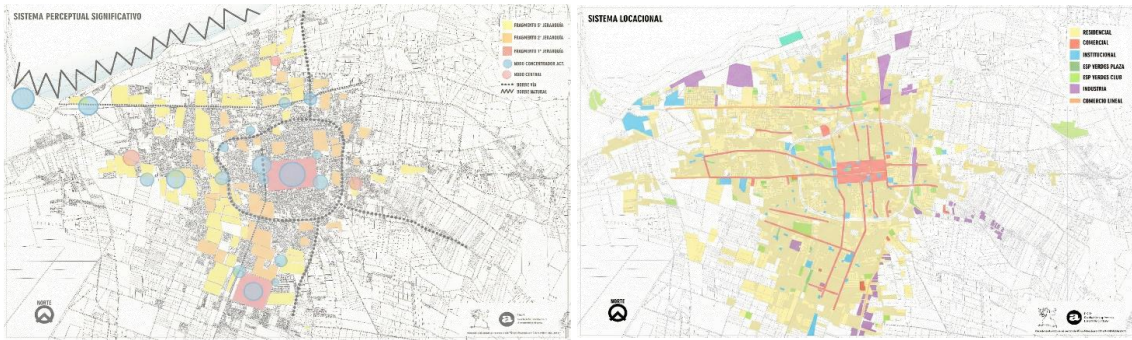 SISTEMA PERCEPTUAL SIGNIFICATIVO
FRAGMENTO 3° JERARQUÍA
FRAGMENTO 2° JERARQUÍA
FRAGMENTO 1° JERARQUÍA
NODO CONCENTRADOR ACT.
NODO CENTRAL
BORDE VÍA
BORDE NATURAL
NORTE
a
SISTEMA LOCACIONAL
RESIDENCIAL
COMERCIAL
INSTITUCIONAL
ESP VERDES PLAZA
ESP VERDES CLUB
INDUSTRIA
COMERCIO LINEAL
NORTE
a